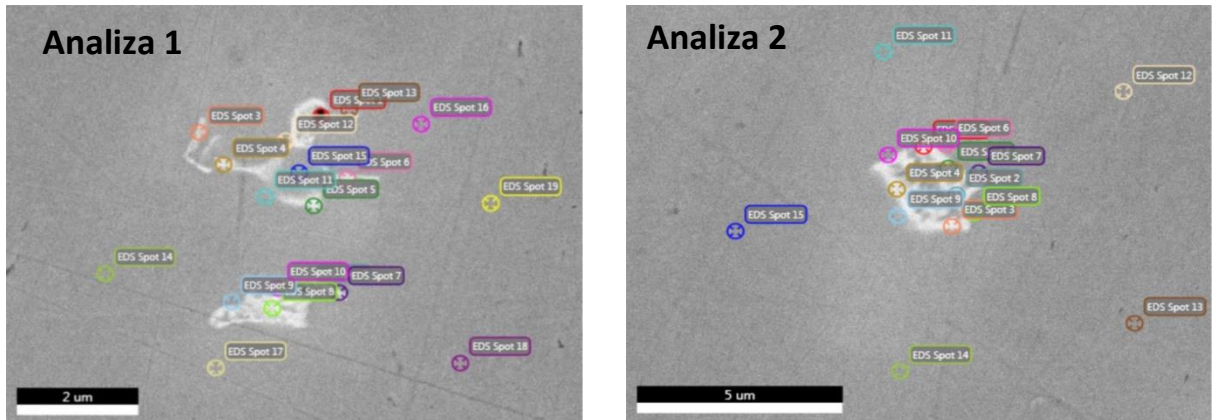 Analiza 1
EDS Spot 13
EDS Spot 3
EDS Spot 16
EDS Spot 12
EDS Spot 4
EDS Spot 15
EDS Spot 6
EDS Spot 11
EDS Spot 5
EDS Spot 19
EDS Spot 14
EDS Spot 10
EDS Spot 7
EDS Spot 9
EDS Spot 8
EDS Spot 17
EDS Spot 18
2 um
Analiza 2
EDS Spot 11
EDS Spot 12
EDS Spot 6
EDS Spot 10
EDS Spot 7
EDS Spot 4
EDS Spot 2
EDS Spot 9
EDS Spot 8
EDS Spot 3
EDS Spot 15
EDS Spot 13
EDS Spot 14
5 um